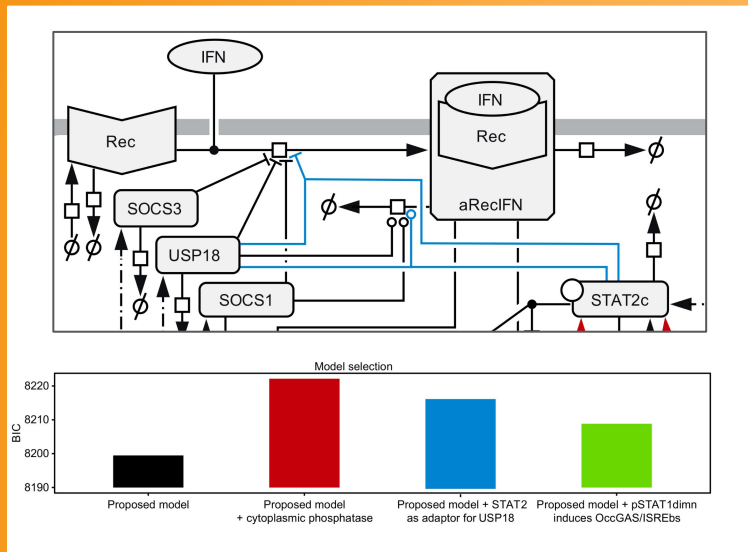 IFN
IFN
Rec
Rec
aRecIFN
SOCS3
USP18
SOCS1
STAT2c
Model selection
BIC
8220
8210
8200
8190
Proposed model
Proposed model
+ cytoplasmic phosphatase
Proposed model + STAT2
as adaptor for USP18
Proposed model + pSTAT1dimn
induces OccGAS/ISREbs